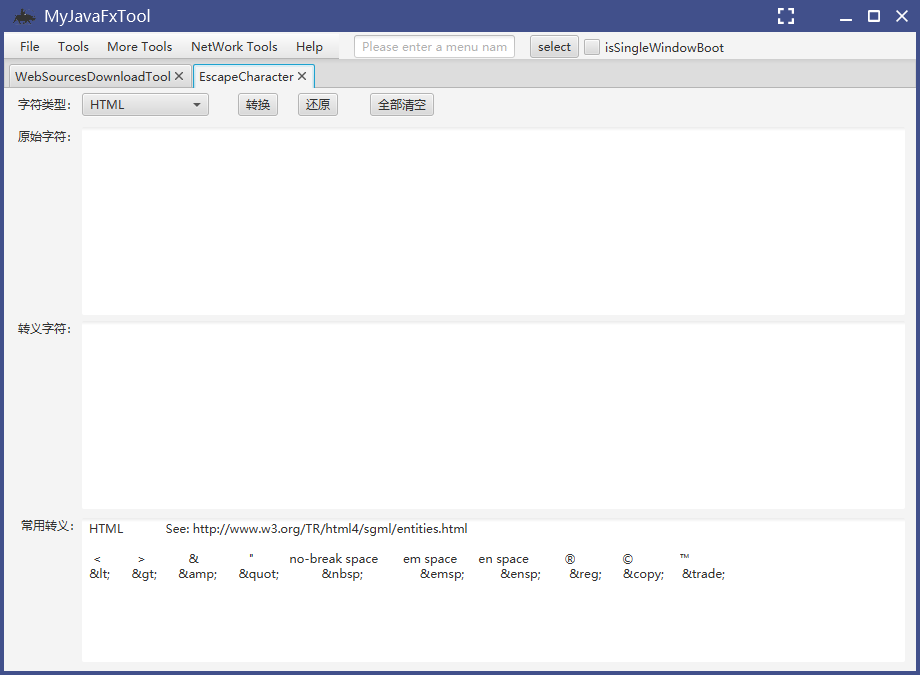 MyJavaFxTool
File Tools More Tools NetWork Tools Help Please enter a menu nam select isSingleWindowBoot
WebSourcesDownloadTool EscapeCharacter
字符类型： HTML 转换 还原 全部清空
原始字符：
转义字符：
常用转义： HTML See: http://www.w3.org/TR/html4/sgml/entities.html
< > & " no-break space em space en space ® © ™
&lt; &gt; &amp; &quot; &nbsp; &emsp; &ensp; &reg; &copy; &trade;